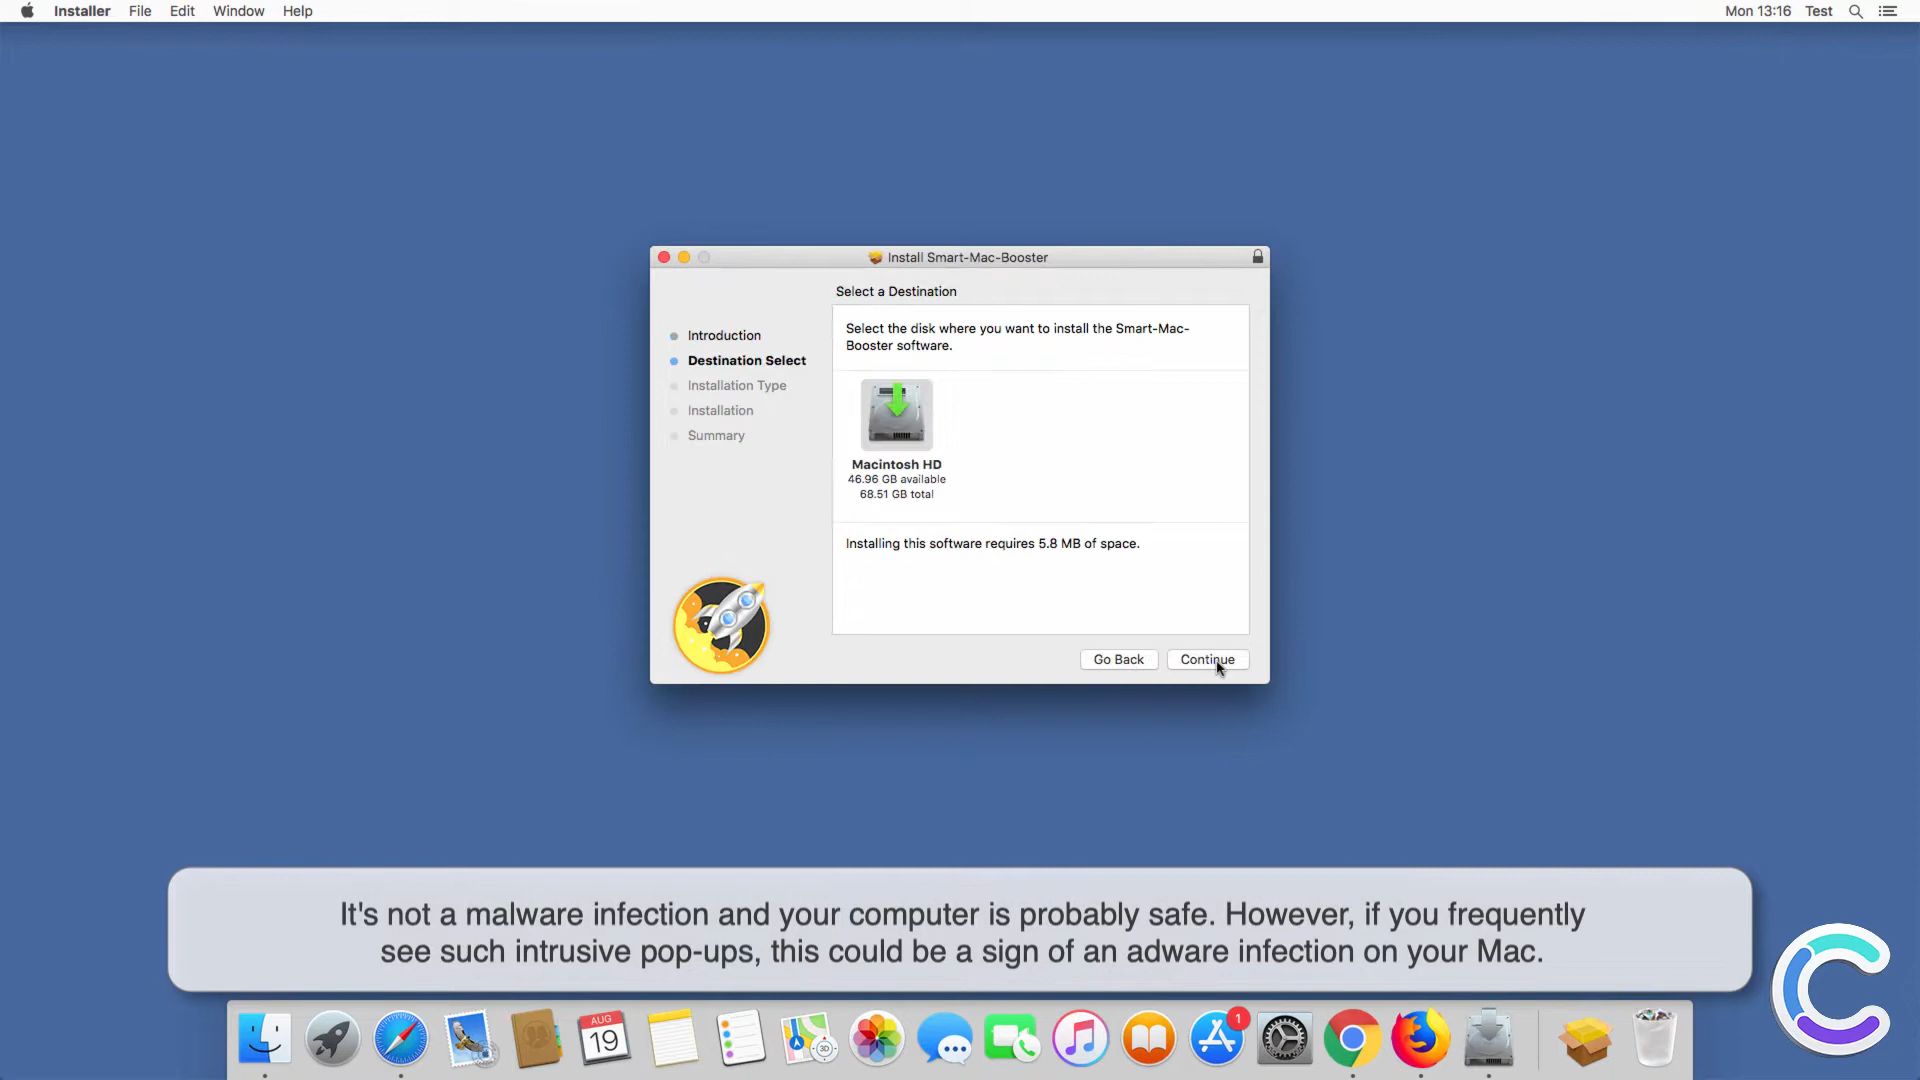 Installer File Edit Window Help
Mon 13:16 Test
Install Smart-Mac-Booster
Select a Destination
Introduction
Destination Select
Installation Type
Installation
Summary
Select the disk where you want to install the Smart-Mac-
Booster software.
Macintosh HD
46.96 GB available
68.51 GB total
Installing this software requires 5.8 MB of space.
Go Back Continue
It's not a malware infection and your computer is probably safe. However, if you frequently
see such intrusive pop-ups, this could be a sign of an adware infection on your Mac.
AUG
19
3D
1